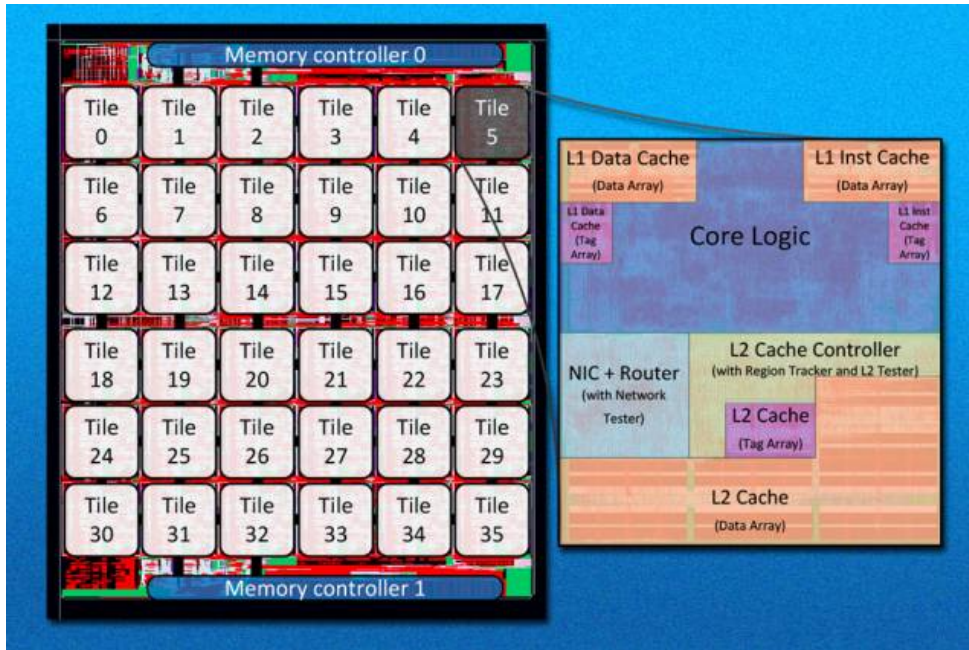 Memory controller 0
Tile Tile Tile Tile Tile Tile
0 1 2 3 4 5
Tile Tile Tile Tile Tile Tile
6 7 8 9 10 11
Tile Tile Tile Tile Tile Tile
12 13 14 15 16 17
Tile Tile Tile Tile Tile Tile
18 19 20 21 22 23
Tile Tile Tile Tile Tile Tile
24 25 26 27 28 29
Tile Tile Tile Tile Tile Tile
30 31 32 33 34 35
Memory controller 1
L1 Data Cache
(Data Array)
L1 Inst Cache
(Data Array)
L1 Data
Cache
(Tag
Array)
Core Logic
L1 Inst
Cache
(Tag
Array)
NIC + Router
(with Network
Tester)
L2 Cache Controller
(with Region Tracker and L2 Tester)
L2 Cache
(Tag Array)
L2 Cache
(Data Array)